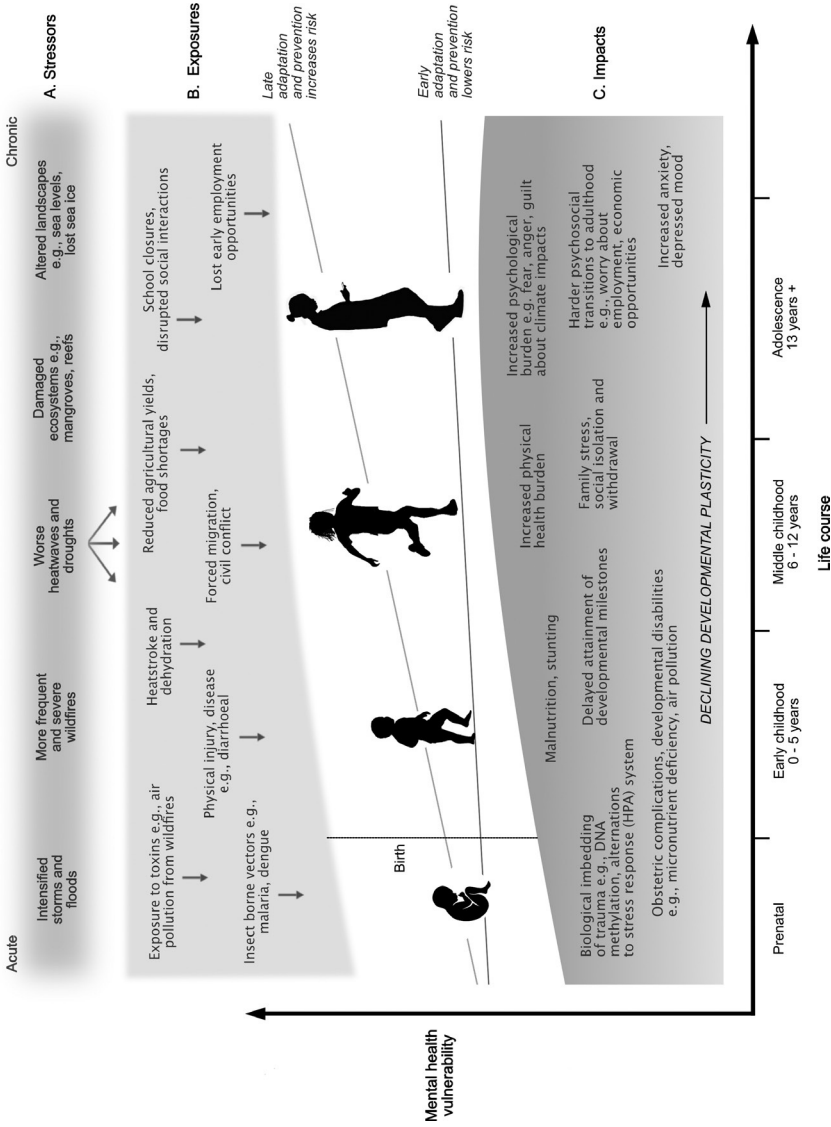 Acute
Chronic
A. Stressors
Intensified
storms and
floods
More frequent
and severe
wildfires
Worse
heatwaves and
droughts
Damaged
ecosystems e.g.,
mangroves, reefs
Altered landscapes
e.g., sea levels,
lost sea ice
B. Exposures
Exposure to toxins e.g., air
pollution from wildfires
Insect borne vectors e.g.,
malaria, dengue
Physical injury, disease
e.g., diarrhoeal
Heatstroke and
dehydration
Forced migration,
civil conflict
Reduced agricultural yields,
food shortages
School closures,
disrupted social interactions
Lost early employment
opportunities
Late
adaptation
and prevention
increases risk
Early
adaptation
and prevention
lowers risk
Birth
Mental health
vulnerability
C. Impacts
Biological imbedding
of trauma e.g., DNA
methylation, alternations
to stress response (HPA) system
Obstetric complications, developmental disabilities
e.g., micronutrient deficiency, air pollution
Malnutrition, stunting
Delayed attainment of
developmental milestones
Increased physical
health burden
Family stress,
social isolation and
withdrawal
Increased psychological
burden e.g. fear, anger, guilt
about climate impacts
Harder psychosocial
transitions to adulthood
e.g., worry about
employment, economic
opportunities
Increased anxiety,
depressed mood
DECLINING DEVELOPMENTAL PLASTICITY
Prenatal
Early childhood
0 - 5 years
Middle childhood
6 - 12 years
Adolescence
13 years +
Life course